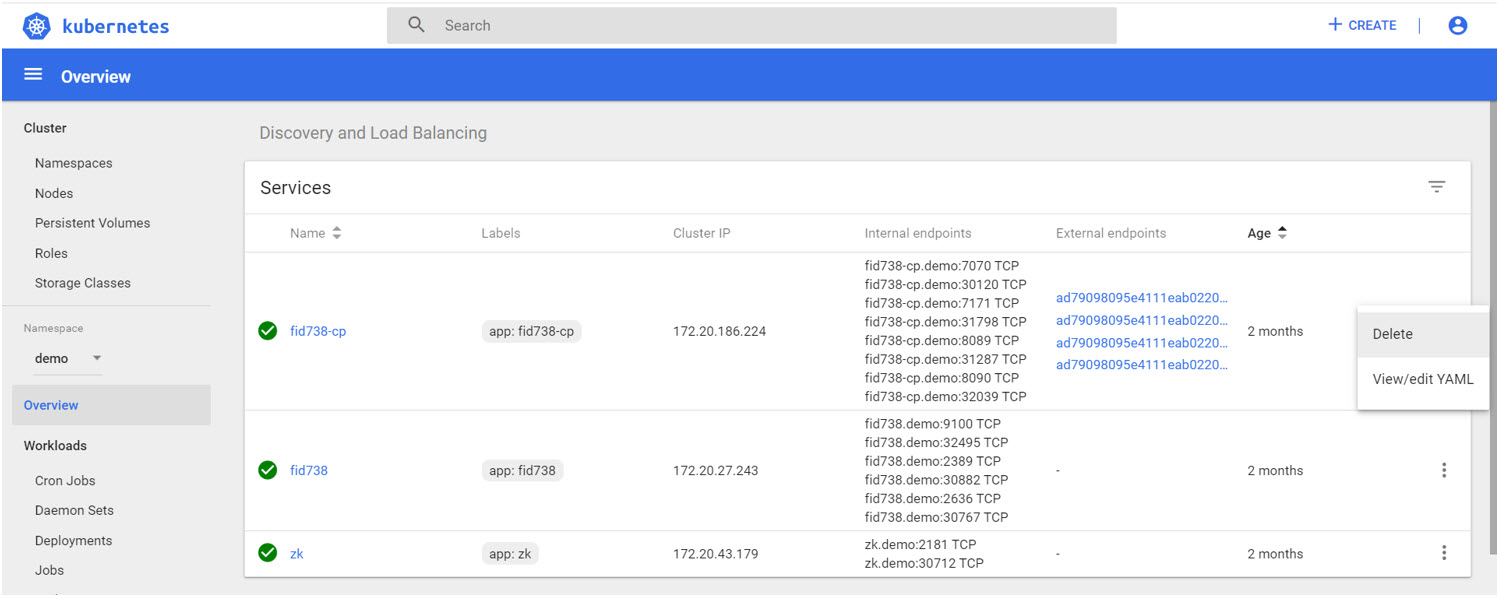 kubernetes
Search
+ CREATE
Overview
Cluster
Namespaces
Nodes
Persistent Volumes
Roles
Storage Classes
Namespace
demo
Overview
Workloads
Cron Jobs
Daemon Sets
Deployments
Jobs
Discovery and Load Balancing
Services
Name Labels Cluster IP Internal endpoints External endpoints Age
fid738-cp
app: fid738-cp
172.20.186.224
fid738-cp.demo:7070 TCP
fid738-cp.demo:30120 TCP
fid738-cp.demo:7171 TCP
fid738-cp.demo:31798 TCP
fid738-cp.demo:8089 TCP
fid738-cp.demo:31287 TCP
fid738-cp.demo:8090 TCP
fid738-cp.demo:32039 TCP
ad79098095e4111eab0220...
ad79098095e4111eab0220...
ad79098095e4111eab0220...
ad79098095e4111eab0220...
2 months
Delete
View/edit YAML
fid738
app: fid738
172.20.27.243
fid738.demo:9100 TCP
fid738.demo:32495 TCP
fid738.demo:2389 TCP
fid738.demo:30882 TCP
fid738.demo:2636 TCP
fid738.demo:30767 TCP
-
2 months
zk
app: zk
172.20.43.179
zk.demo:2181 TCP
zk.demo:30712 TCP
-
2 months